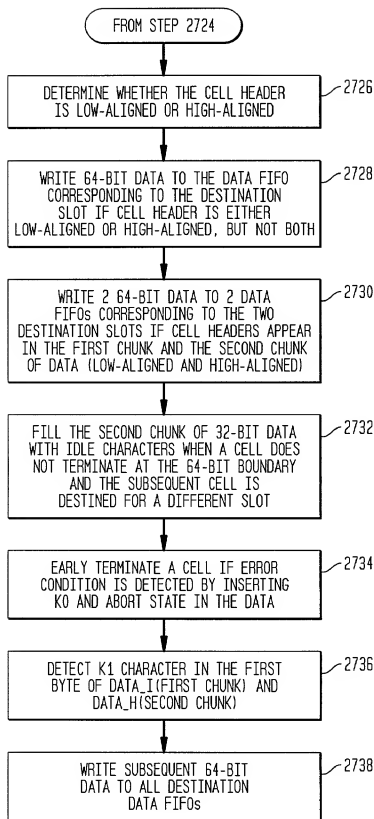 FROM STEP 2724
DETERMINE WHETHER THE CELL HEADER
IS LOW-ALIGNED OR HIGH-ALIGNED
2726
WRITE 64-BIT DATA TO THE DATA FIFO
CORRESPONDING TO THE DESTINATION
SLOT IF CELL HEADER IS EITHER
LOW-ALIGNED OR HIGH-ALIGNED, BUT NOT BOTH
2728
WRITE 2 64-BIT DATA TO 2 DATA
FIFOs CORRESPONDING TO THE TWO
DESTINATION SLOTS IF CELL HEADERS APPEAR
IN THE FIRST CHUNK AND THE SECOND CHUNK
OF DATA (LOW-ALIGNED AND HIGH-ALIGNED)
2730
FILL THE SECOND CHUNK OF 32-BIT DATA
WITH IDLE CHARACTERS WHEN A CELL DOES
NOT TERMINATE AT THE 64-BIT BOUNDARY
AND THE SUBSEQUENT CELL IS
DESTINED FOR A DIFFERENT SLOT
2732
EARLY TERMINATE A CELL IF ERROR
CONDITION IS DETECTED BY INSERTING
K0 AND ABORT STATE IN THE DATA
2734
DETECT K1 CHARACTER IN THE FIRST
BYTE OF DATA_I(FIRST CHUNK) AND
DATA_H(SECOND CHUNK)
2736
WRITE SUBSEQUENT 64-BIT
DATA TO ALL DESTINATION
DATA FIFOs
2738